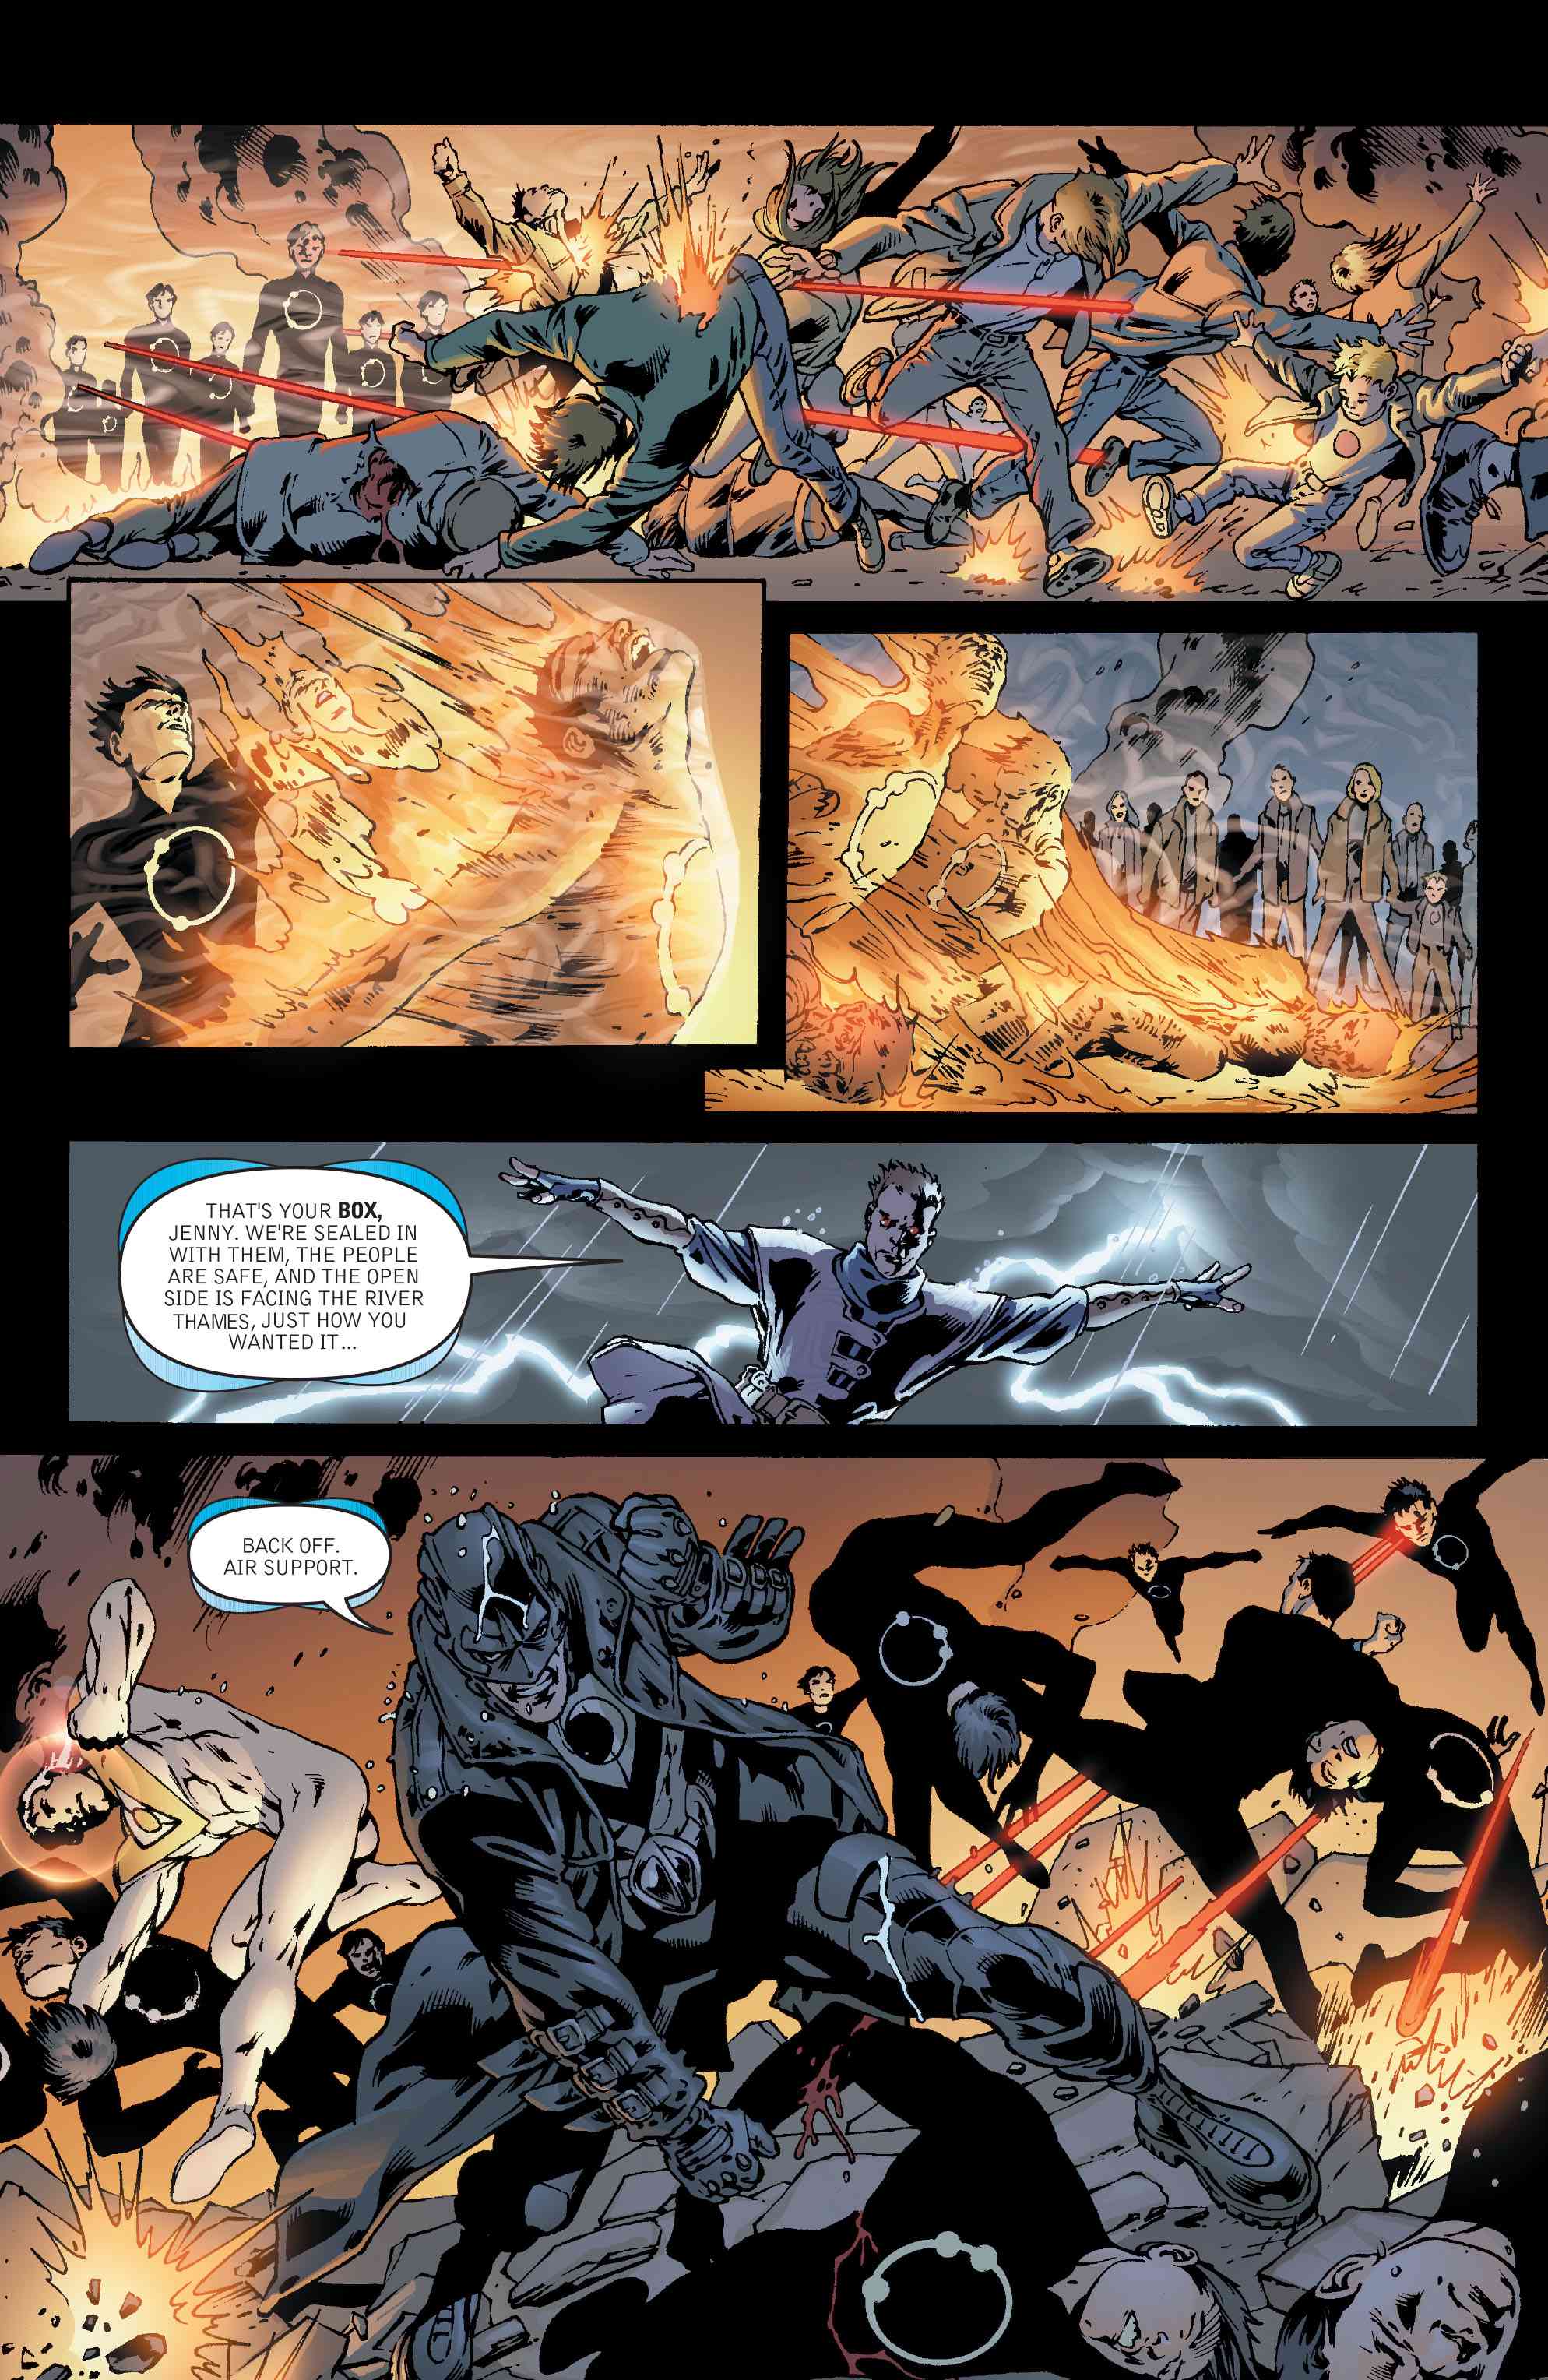 THAT'S YOUR BOX,
JENNY. WE'RE SEALED IN
WITH THEM, THE PEOPLE
ARE SAFE, AND THE OPEN
SIDE IS FACING THE RIVER
THAMES, JUST HOW YOU
WANTED IT...
BACK OFF.
AIR SUPPORT.